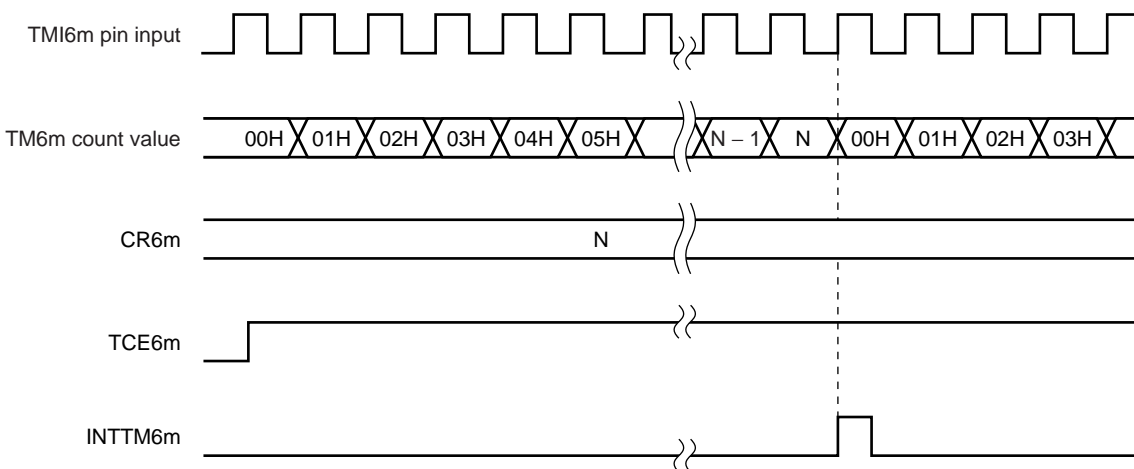 TMI6m pin input
TM6m count value 00H 01H 02H 03H 04H 05H N – 1 N 00H 01H 02H 03H
CR6m N
TCE6m
INTTM6m